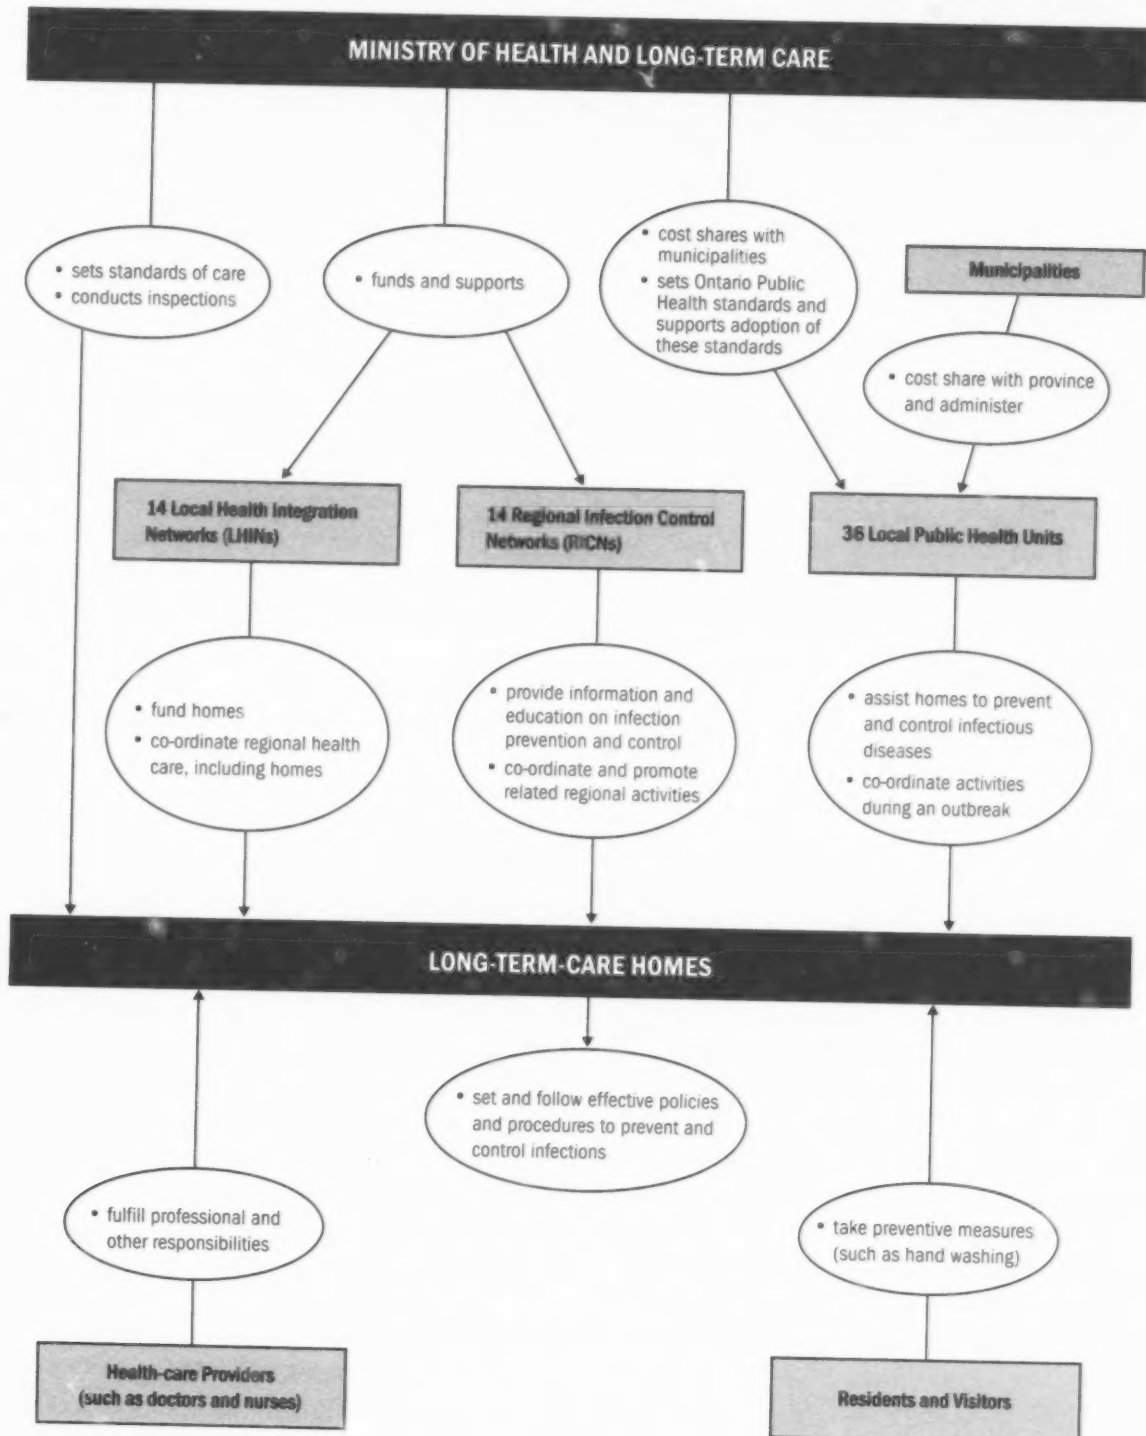 MINISTRY OF HEALTH AND LONG-TERM CARE
• sets standards of care
• conducts inspections
• funds and supports
• cost shares with
municipalities
• sets Ontario Public
Health standards and
supports adoption of
these standards
Municipalities
• cost share with province
and administer
14 Local Health Integration
Networks (LHINs)
14 Regional Infection Control
Networks (RICNs)
36 Local Public Health Units
• fund homes
• co-ordinate regional health
care, including homes
• provide information and
education on infection
prevention and control
• co-ordinate and promote
related regional activities
• assist homes to prevent
and control infectious
diseases
• co-ordinate activities
during an outbreak
LONG-TERM-CARE HOMES
• set and follow effective policies
and procedures to prevent and
control infections
• fulfill professional and
other responsibilities
• take preventive measures
(such as hand washing)
Health-care Providers
(such as doctors and nurses)
Residents and Visitors